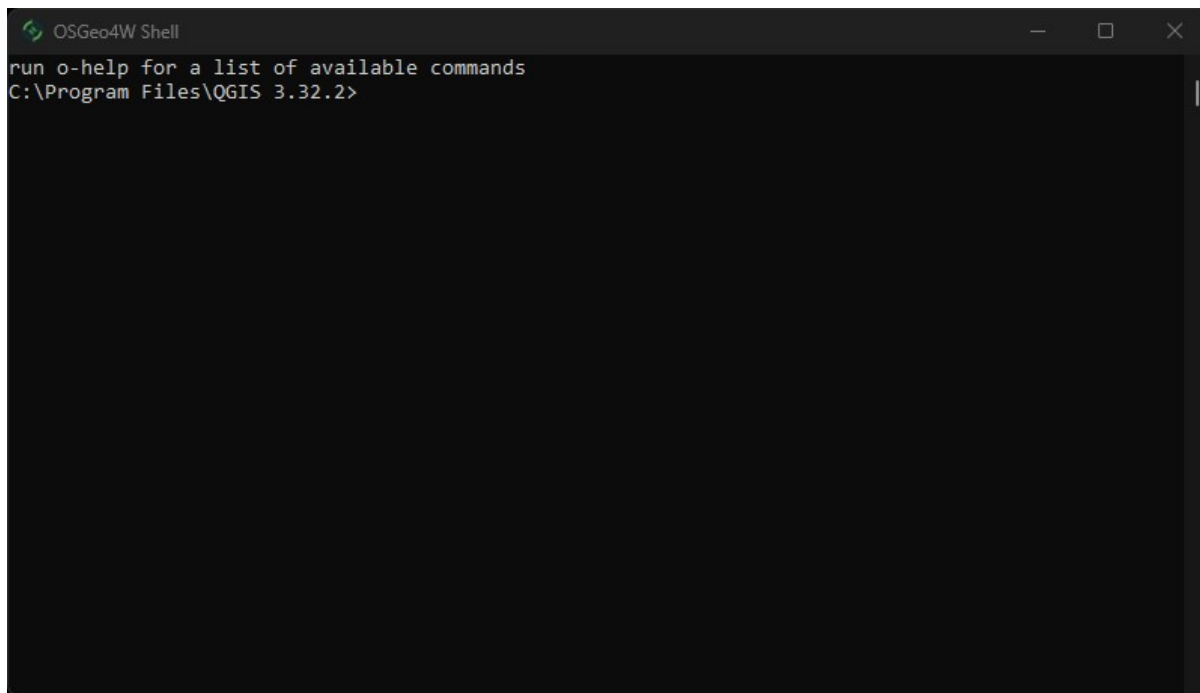 OSGeo4W Shell
run o-help for a list of available commands
C:\Program Files\QGIS 3.32.2>